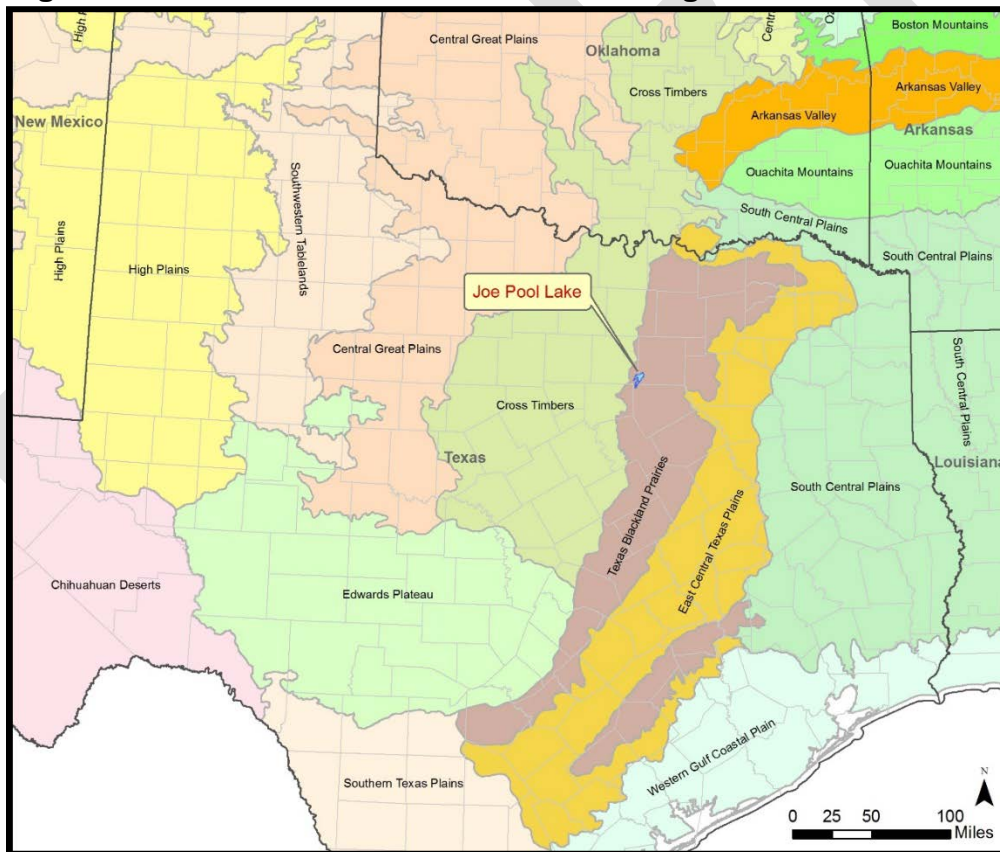 High P
Central Great Plains
Oklahoma
Central
Oz
Boston Mountains
Cross Timbers
Arkansas Valley
Arkansas Valley
New Mexico
Arkansas
Ouachita Mountains
Ouachita Mountains
Southwestern Tablelands
South Central Plains
High Plains
High Plains
South Central Plains
Joe Pool Lake
Central Great Plains
Cross Timbers
South Central Plains
Texas
Louisiana
Texas Blackland Prairies
South Central Plains
East Central Texas Plains
Chihuahuan Deserts
Edwards Plateau
Western Gulf Coastal Plain
Southern Texas Plains
N
0 25 50 100
Miles